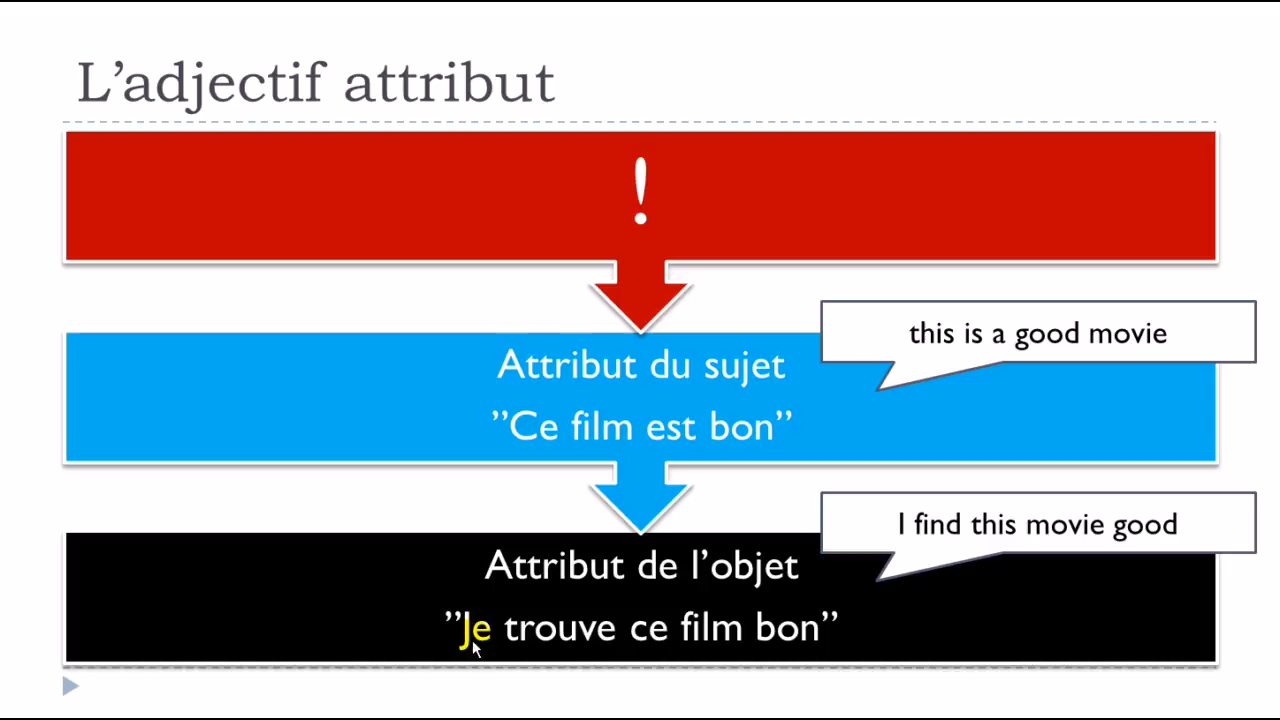 L’adjectif attribut
!
this is a good movie
Attribut du sujet
”Ce film est bon”
I find this movie good
Attribut de l’objet
”Je trouve ce film bon”